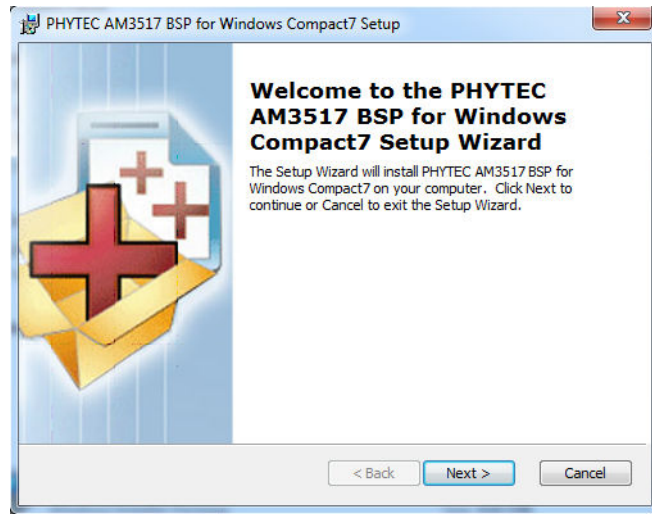 PHYTEC AM3517 BSP for Windows Compact7 Setup
Welcome to the PHYTEC
AM3517 BSP for Windows
Compact7 Setup Wizard
The Setup Wizard will install PHYTEC AM3517 BSP for
Windows Compact7 on your computer. Click Next to
continue or Cancel to exit the Setup Wizard.
< Back Next > Cancel